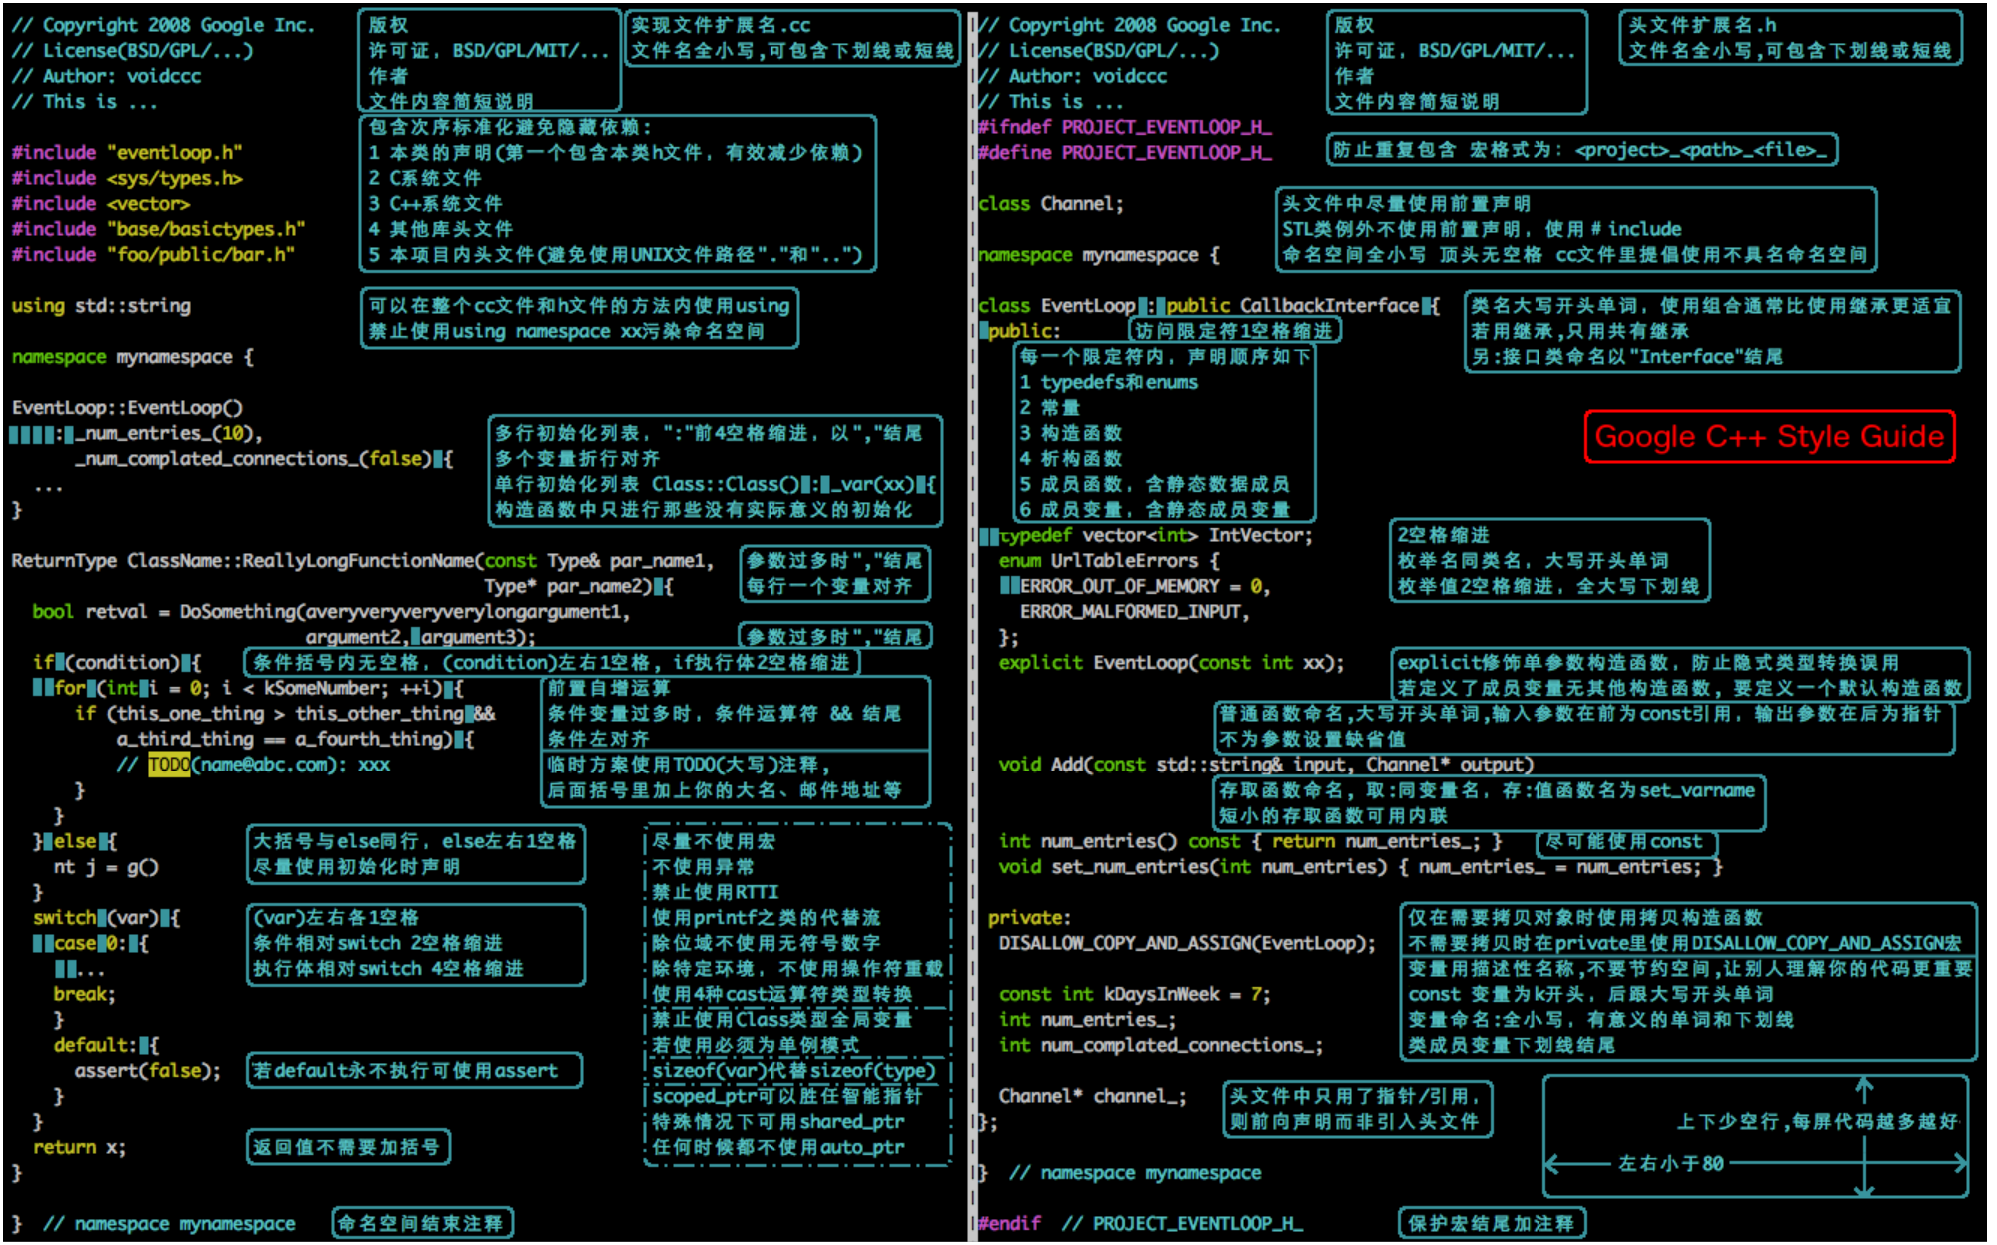 // Copyright 2008 Google Inc.
// License(BSD/GPL/...)
// Author: voidccc
// This is ...
版权
许可证, BSD/GPL/MIT/...
作者
文件内容简短说明
实现文件扩展名.cc
文件名全小写,可包含下划线或短线
#include "eventloop.h"
#include <sys/types.h>
#include <vector>
#include "base/basictypes.h"
#include "foo/public/bar.h"
包含次序标准化避免隐藏依赖:
1 本类的声明(第一个包含本类h文件, 有效减少依赖)
2 C系统文件
3 C++系统文件
4 其他库头文件
5 本项目内头文件(避免使用UNIX文件路径"."和"..")
using std::string
可以在整个cc文件和h文件的方法内使用using
禁止使用using namespace xx污染命名空间
namespace mynamespace {
EventLoop::EventLoop()
: _num_entries_(10),
_num_complated_connections_(false) {
...
}
多行初始化列表, ":"前4空格缩进, 以","结尾
多个变量折行对齐
单行初始化列表 Class::Class() : _var(xx) {
构造函数中只进行那些没有实际意义的初始化
ReturnType ClassName::ReallyLongFunctionName(const Type& par_name1,
Type* par_name2) {
参数过多时","结尾
每行一个变量对齐
bool retval = DoSomething(averyveryveryverylongargument1,
argument2, argument3);
参数过多时","结尾
if (condition) {
条件括号内无空格, (condition)左右1空格, if执行体2空格缩进
for (int i = 0; i < kSomeNumber; ++i) {
if (this_one_thing > this_other_thing &&
a_third_thing == a_fourth_thing) {
// TODO(name@abc.com): xxx
}
}
前置自增运算
条件变量过多时, 条件运算符 && 结尾
条件左对齐
临时方案使用TODO(大写)注释,
后面括号里加上你的大名、邮件地址等
} else {
nt j = g()
}
大括号与else同行, else左右1空格
尽量使用初始化时声明
switch (var) {
case 0: {
...
break;
}
default: {
assert(false);
}
}
return x;
}
(var)左右各1空格
条件相对switch 2空格缩进
执行体相对switch 4空格缩进
若default永不执行可使用assert
返回值不需要加括号
尽量不使用宏
不使用异常
禁止使用RTTI
使用printf之类的代替流
除位域不使用无符号数字
除特定环境, 不使用操作符重载
使用4种cast运算符类型转换
禁止使用Class类型全局变量
若使用必须为单例模式
sizeof(var)代替sizeof(type)
scoped_ptr可以胜任智能指针
特殊情况下可用shared_ptr
任何时候都不使用auto_ptr
} // namespace mynamespace
命名空间结束注释
// Copyright 2008 Google Inc.
// License(BSD/GPL/...)
// Author: voidccc
// This is ...
版权
许可证, BSD/GPL/MIT/...
作者
文件内容简短说明
头文件扩展名.h
文件名全小写,可包含下划线或短线
#ifndef PROJECT_EVENTLOOP_H_
#define PROJECT_EVENTLOOP_H_
防止重复包含 宏格式为: <project>_<path>_<file>_
class Channel;
namespace mynamespace {
头文件中尽量使用前置声明
STL类例外不使用前置声明, 使用#include
命名空间全小写 顶头无空格 cc文件里提倡使用不具名命名空间
class EventLoop : public CallbackInterface {
public:
访问限定符1空格缩进
类名大写开头单词, 使用组合通常比使用继承更适宜
若用继承,只用共有继承
另:接口类命名以"Interface"结尾
每一个限定符内, 声明顺序如下
1 typedefs和enums
2 常量
3 构造函数
4 析构函数
5 成员函数, 含静态数据成员
6 成员变量, 含静态成员变量
Google C++ Style Guide
typedef vector<int> IntVector;
enum UrlTableErrors {
ERROR_OUT_OF_MEMORY = 0,
ERROR_MALFORMED_INPUT,
};
2空格缩进
枚举名同类名, 大写开头单词
枚举值2空格缩进, 全大写下划线
explicit EventLoop(const int xx);
explicit修饰单参数构造函数, 防止隐式类型转换误用
若定义了成员变量无其他构造函数, 要定义一个默认构造函数
普通函数命名,大写开头单词,输入参数在前为const引用, 输出参数在后为指针
不为参数设置缺省值
void Add(const std::string& input, Channel* output)
存取函数命名, 取:同变量名, 存:值函数名为set_varname
短小的存取函数可用内联
int num_entries() const { return num_entries_; }
尽可能使用const
void set_num_entries(int num_entries) { num_entries_ = num_entries; }
private:
DISALLOW_COPY_AND_ASSIGN(EventLoop);
仅在需要拷贝对象时使用拷贝构造函数
不需要拷贝时在private里使用DISALLOW_COPY_AND_ASSIGN宏
const int kDaysInWeek = 7;
int num_entries_;
int num_complated_connections_;
变量用描述性名称,不要节约空间,让别人理解你的代码更重要
const 变量为k开头, 后跟大写开头单词
变量命名:全小写, 有意义的单词和下划线
类成员变量下划线结尾
Channel* channel_;
};
头文件中只用了指针/引用,
则前向声明而非引入头文件
上下少空行,每屏代码越多越好
左右小于80
} // namespace mynamespace
#endif // PROJECT_EVENTLOOP_H_
保护宏结尾加注释